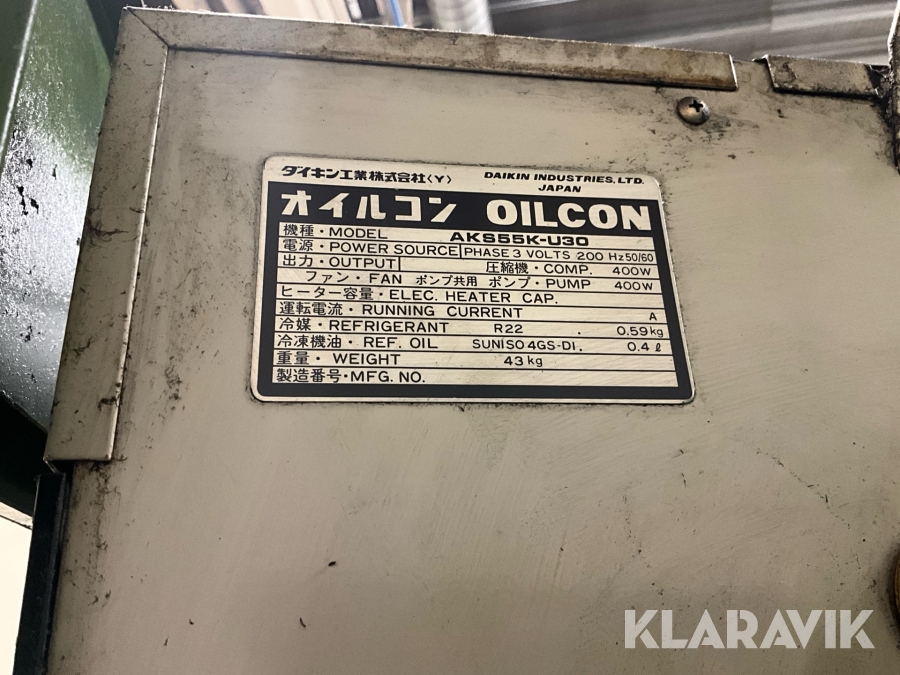 ダイキン工業株式会社〈Y〉 DAIKIN INDUSTRIES, LTD.
JAPAN
オイルコン OILCON
機種・MODEL AKS55K-U30
電源・POWER SOURCE PHASE 3 VOLTS 200 Hz 50/60
出力・OUTPUT 圧縮機・COMP. 400W
ファン・FAN ポンプ共用 ポンプ・PUMP 400W
ヒーター容量・ELEC. HEATER CAP.
運転電流・RUNNING CURRENT A
冷媒・REFRIGERANT R22 . 0.59kg
冷凍機油・REF. OIL SUNISO 4GS-DI. 0.4ℓ
重量・WEIGHT 43kg
製造番号・MFG. NO.
KLARAVIK